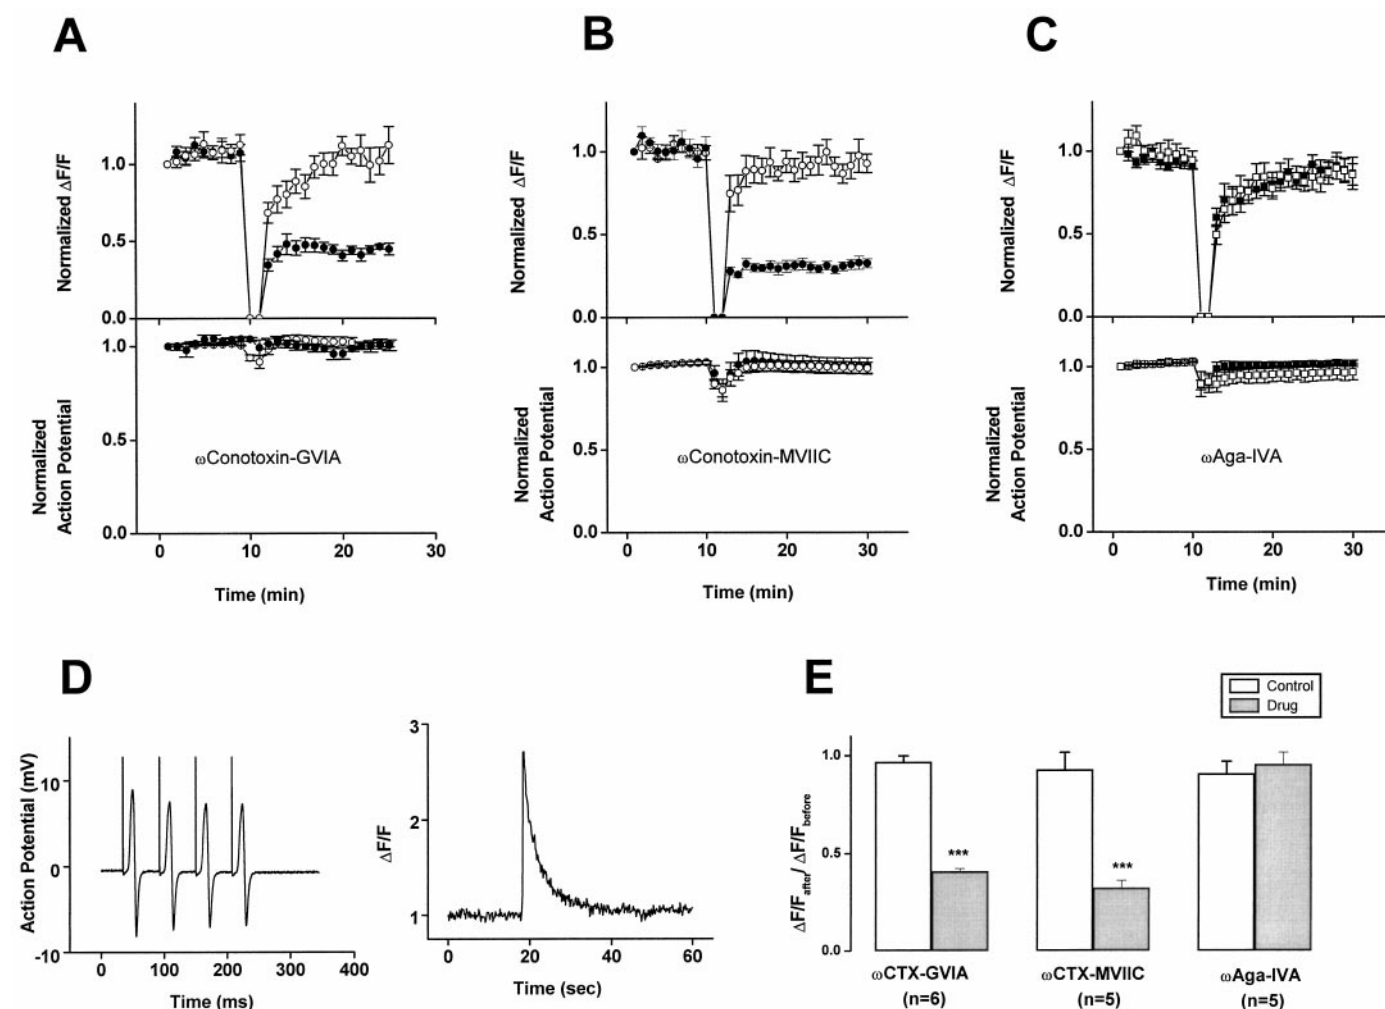 A
B
C
Normalized ΔF/F
1.0
0.5
0.0
Normalized
Action Potential
1.0
0.5
0.0
ωConotoxin-GVIA
0 10 20 30
Time (min)
Normalized ΔF/F
1.0
0.5
0.0
Normalized
Action Potential
1.0
0.5
0.0
ωConotoxin-MVIIC
0 10 20 30
Time (min)
Normalized ΔF/F
1.0
0.5
0.0
Normalized
Action Potential
1.0
0.5
0.0
ωAga-IVA
0 10 20 30
Time (min)
D
Action Potential (mV)
10
0
-10
0 100 200 300 400
Time (ms)
ΔF/F
3
2
1
0 20 40 60
Time (sec)
E
Control
Drug
ΔF/Fafter/ ΔF/Fbefore
1.0
0.5
0.0
***
***
ωCTX-GVIA ωCTX-MVIIC ωAga-IVA
(n=6) (n=5) (n=5)